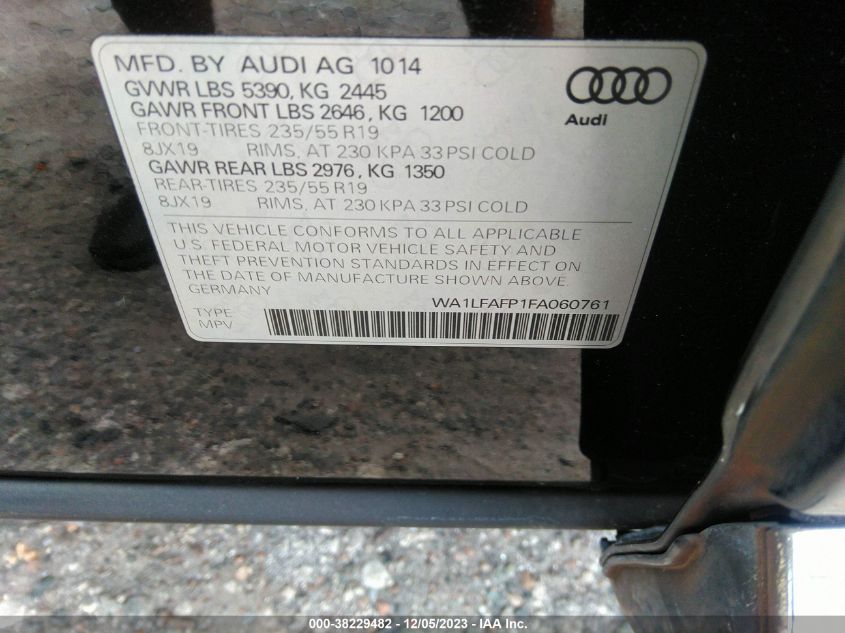 MFD. BY AUDI AG 1014
GVWR LBS 5390, KG 2445
GAWR FRONT LBS 2646, KG 1200
FRONT-TIRES 235/55 R19
8JX19 RIMS, AT 230 KPA 33 PSI COLD
GAWR REAR LBS 2976, KG 1350
REAR-TIRES 235/55 R19
8JX19 RIMS, AT 230 KPA 33 PSI COLD
Audi
THIS VEHICLE CONFORMS TO ALL APPLICABLE
U.S. FEDERAL MOTOR VEHICLE SAFETY AND
THEFT PREVENTION STANDARDS IN EFFECT ON
THE DATE OF MANUFACTURE SHOWN ABOVE.
GERMANY
WA1LFAFP1FA060761
TYPE
MPV
000-38229482 - 12/05/2023 - IAA Inc.